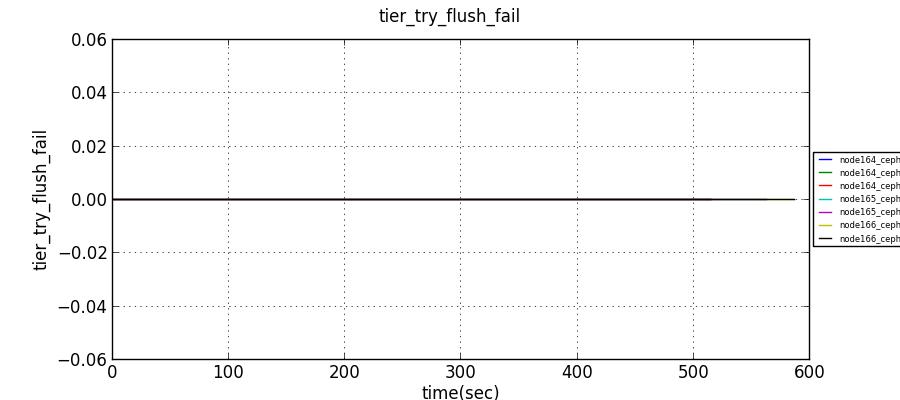 tier_try_flush_fail
0.06
0.04
0.02
0.00
−0.02
−0.04
−0.06
tier_try_flush_fail
0 100 200 300 400 500 600
time(sec)
node164_ceph
node164_ceph
node164_ceph
node165_ceph
node165_ceph
node166_ceph
node166_ceph